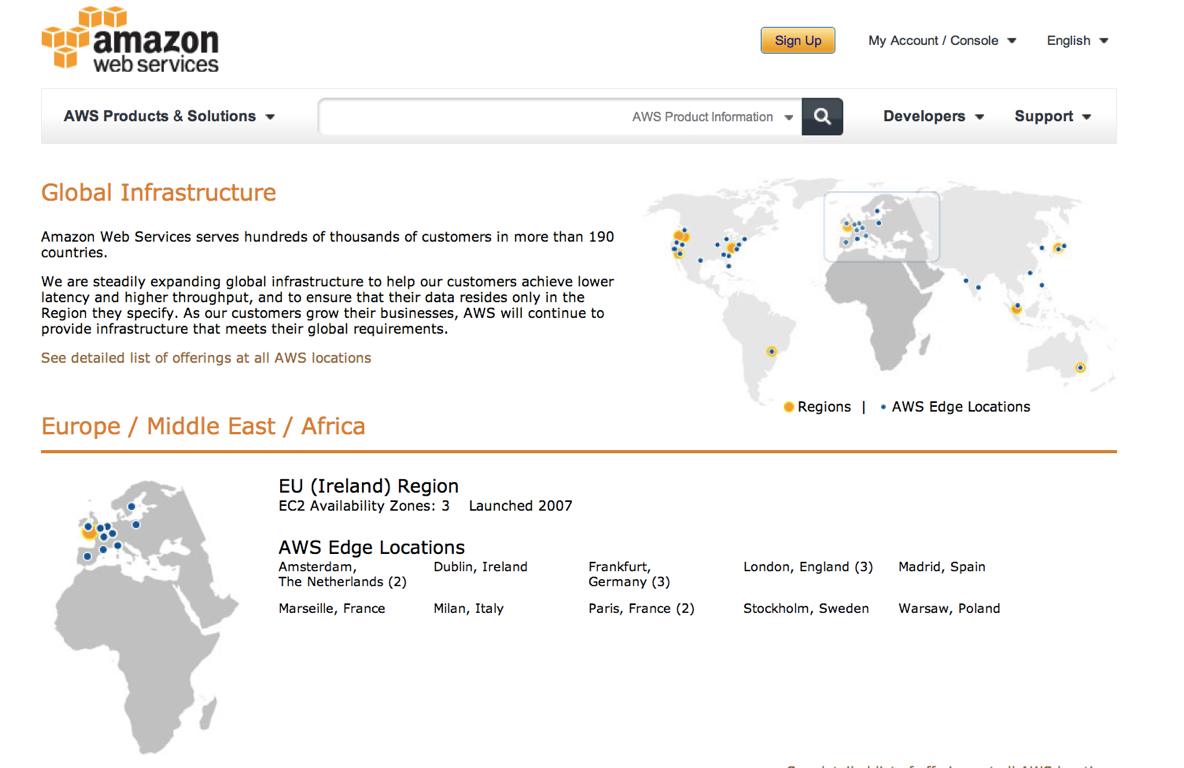 amazon
web services
Sign Up
My Account / Console
English
AWS Products & Solutions
AWS Product Information
Developers
Support
Global Infrastructure
Amazon Web Services serves hundreds of thousands of customers in more than 190
countries.
We are steadily expanding global infrastructure to help our customers achieve lower
latency and higher throughput, and to ensure that their data resides only in the
Region they specify. As our customers grow their businesses, AWS will continue to
provide infrastructure that meets their global requirements.
See detailed list of offerings at all AWS locations
Regions | • AWS Edge Locations
Europe / Middle East / Africa
EU (Ireland) Region
EC2 Availability Zones: 3 Launched 2007
AWS Edge Locations
Amsterdam,
The Netherlands (2)
Dublin, Ireland
Frankfurt,
Germany (3)
London, England (3)
Madrid, Spain
Marseille, France
Milan, Italy
Paris, France (2)
Stockholm, Sweden
Warsaw, Poland